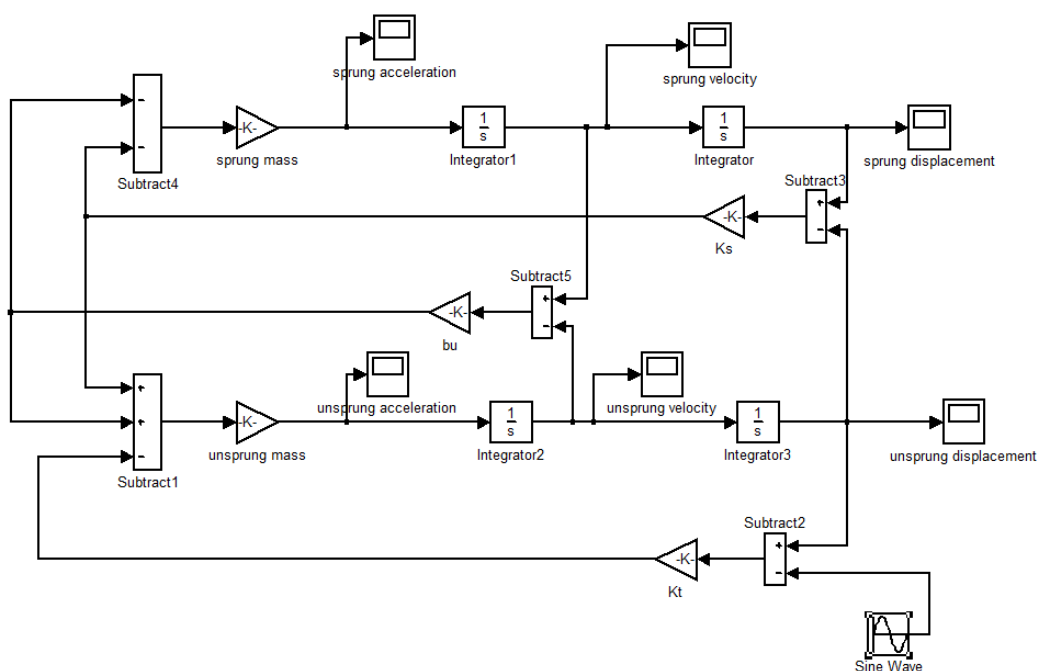 sprung acceleration
sprung velocity
-
-
Subtract4
-K-
sprung mass
1
s
Integrator1
1
s
Integrator
sprung displacement
Subtract3
+
-
-K-
Ks
Subtract5
+
-
-K-
bu
+
+
-
Subtract1
-K-
unsprung mass
unsprung acceleration
1
s
Integrator2
unsprung velocity
1
s
Integrator3
unsprung displacement
Subtract2
+
-
-K-
Kt
Sine Wave